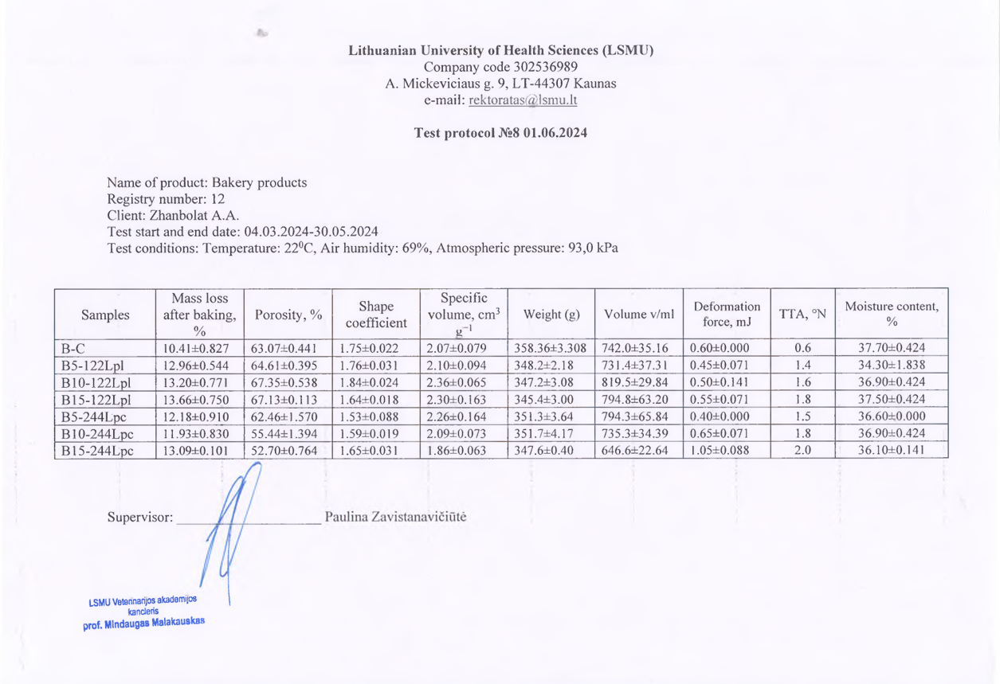 Lithuanian University of Health Sciences (LSMU)
Company code 302536989
A. Mickeviciaus g. 9, LT-44307 Kaunas
e-mail: rektoratas@lsmu.lt
Test protocol №8 01.06.2024
Name of product: Bakery products
Registry number: 12
Client: Zhanbolat A.A.
Test start and end date: 04.03.2024-30.05.2024
Test conditions: Temperature: 22⁰C, Air humidity: 69%, Atmospheric pressure: 93,0 kPa
Samples Mass loss after baking, % Porosity, % Shape coefficient Specific volume, cm³ g⁻¹ Weight (g) Volume v/ml Deformation force, mJ TTA, °N Moisture content, %
B-C 10.41±0.827 63.07±0.441 1.75±0.022 2.07±0.079 358.36±3.308 742.0±35.16 0.60±0.000 0.6 37.70±0.424
B5-122Lpl 12.96±0.544 64.61±0.395 1.76±0.031 2.10±0.094 348.2±2.18 731.4±37.31 0.45±0.071 1.4 34.30±1.838
B10-122Lpl 13.20±0.771 67.35±0.538 1.84±0.024 2.36±0.065 347.2±3.08 819.5±29.84 0.50±0.141 1.6 36.90±0.424
B15-122Lpl 13.66±0.750 67.13±0.113 1.64±0.018 2.30±0.163 345.4±3.00 794.8±63.20 0.55±0.071 1.8 37.50±0.424
B5-244Lpc 12.18±0.910 62.46±1.570 1.53±0.088 2.26±0.164 351.3±3.64 794.3±65.84 0.40±0.000 1.5 36.60±0.000
B10-244Lpc 11.93±0.830 55.44±1.394 1.59±0.019 2.09±0.073 351.7±4.17 735.3±34.39 0.65±0.071 1.8 36.90±0.424
B15-244Lpc 13.09±0.101 52.70±0.764 1.65±0.031 1.86±0.063 347.6±0.40 646.6±22.64 1.05±0.088 2.0 36.10±0.141
Supervisor: Paulina Zavistanavičiūtė
LSMU Veterinarijos akademijos
kancleris
prof. Mindaugas Malakauskas